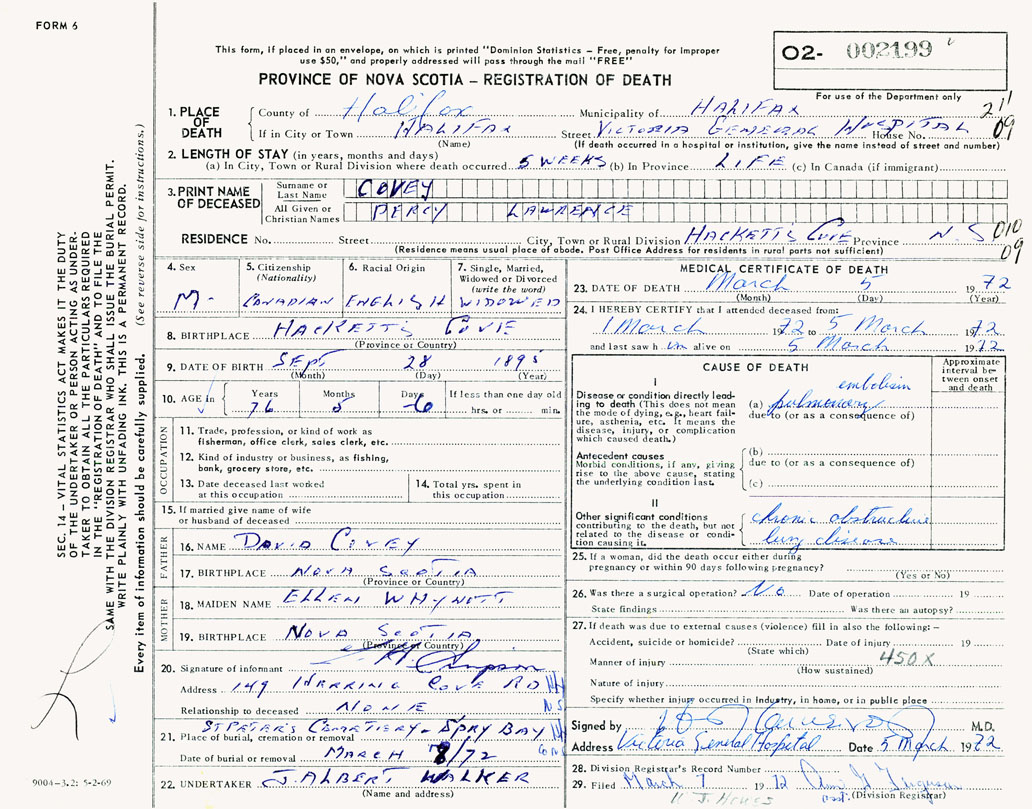 FORM 6
This form, if placed in an envelope, on which is printed "Dominion Statistics – Free, penalty for improper
use $50," and properly addressed will pass through the mail "FREE"
O2- 002199
For use of the Department only
PROVINCE OF NOVA SCOTIA – REGISTRATION OF DEATH
211
09
1. PLACE OF DEATH County of Halifax Municipality of HALIFAX
If in City or Town HALIFAX Street VICTORIA GENERAL HOSPITAL House No.
(Name) (If death occurred in a hospital or institution, give the name instead of street and number)
2. LENGTH OF STAY (in years, months and days)
(a) In City, Town or Rural Division where death occurred 5 WEEKS (b) In Province LIFE (c) In Canada (if immigrant)
3. PRINT NAME OF DECEASED
Surname or Last Name COVEY
All Given or Christian Names PERCY LAWRENCE
RESIDENCE No. Street City, Town or Rural Division HACKETTS COVE Province N.S. 010
09
(Residence means usual place of abode. Post Office Address for residents in rural parts not sufficient)
4. Sex M-
5. Citizenship (Nationality) CANADIAN
6. Racial Origin ENGLISH
7. Single, Married, Widowed or Divorced (write the word) WIDOWED
8. BIRTHPLACE HACKETTS COVE
(Province or Country)
9. DATE OF BIRTH SEPT 28 1895
(Month) (Day) (Year)
10. AGE in Years 76 Months 5 Days 6 If less than one day old hrs. or min.
OCCUPATION
11. Trade, profession, or kind of work as
fisherman, office clerk, sales clerk, etc.
12. Kind of industry or business, as fishing,
bank, grocery store, etc.
13. Date deceased last worked
at this occupation
14. Total yrs. spent in
this occupation
15. If married give name of wife
or husband of deceased
FATHER
16. NAME DAVID COVEY
17. BIRTHPLACE NOVA SCOTIA
(Province or Country)
MOTHER
18. MAIDEN NAME ELLEN WHYNOTT
19. BIRTHPLACE NOVA SCOTIA
(Province or Country)
20. Signature of informant Simpson
Address 149 HERRING COVE RD
N.S.
Relationship to deceased NONE
ST PETER'S CEMETERY - SPRY BAY
21. Place of burial, cremation or removal
Date of burial or removal MARCH 8/72
22. UNDERTAKER J. ALBERT WALKER
(Name and address)
MEDICAL CERTIFICATE OF DEATH
23. DATE OF DEATH March 5 1972
(Month) (Day) (Year)
24. I HEREBY CERTIFY that I attended deceased from:
1 March 1972 to 5 March 1972
and last saw h im alive on 5 March 1972
CAUSE OF DEATH
Approximate interval between onset and death
I
Disease or condition directly leading to death (This does not mean the mode of dying, e.g., heart failure, asthenia, etc. It means the disease, injury, or complication which caused death.)
(a) pulmonary embolism
due to (or as a consequence of)
Antecedent causes
Morbid conditions, if any, giving rise to the above cause, stating the underlying condition last.
(b)
due to (or as a consequence of)
(c)
II
Other significant conditions
contributing to the death, but not related to the disease or condition causing it.
chronic obstructive
lung disease
25. If a woman, did the death occur either during
pregnancy or within 90 days following pregnancy?
(Yes or No)
26. Was there a surgical operation? No Date of operation 19
State findings Was there an autopsy?
27. If death was due to external causes (violence) fill in also the following:–
Accident, suicide or homicide? Date of injury 19
(State which)
Manner of injury 450X
(How sustained)
Nature of injury
Specify whether injury occurred in Industry, in home, or in public place
Signed by M.D.
Address Victoria General Hospital Date 5 March 1972
28. Division Registrar's Record Number
29. Filed March 7 1972 Ferguson
(Division Registrar)
SEC. 14 – VITAL STATISTICS ACT MAKES IT THE DUTY
OF THE UNDERTAKER OR PERSON ACTING AS UNDERTAKER
TO OBTAIN ALL THE PARTICULARS REQUIRED
IN THE "REGISTRATION OF DEATH" AND TO FILE THE
SAME WITH THE DIVISION REGISTRAR WHO SHALL ISSUE THE BURIAL PERMIT.
WRITE PLAINLY WITH UNFADING INK. THIS IS A PERMANENT RECORD.
Every item of information should be carefully supplied. (See reverse side for instructions.)
9004-3.2: 5-2-69